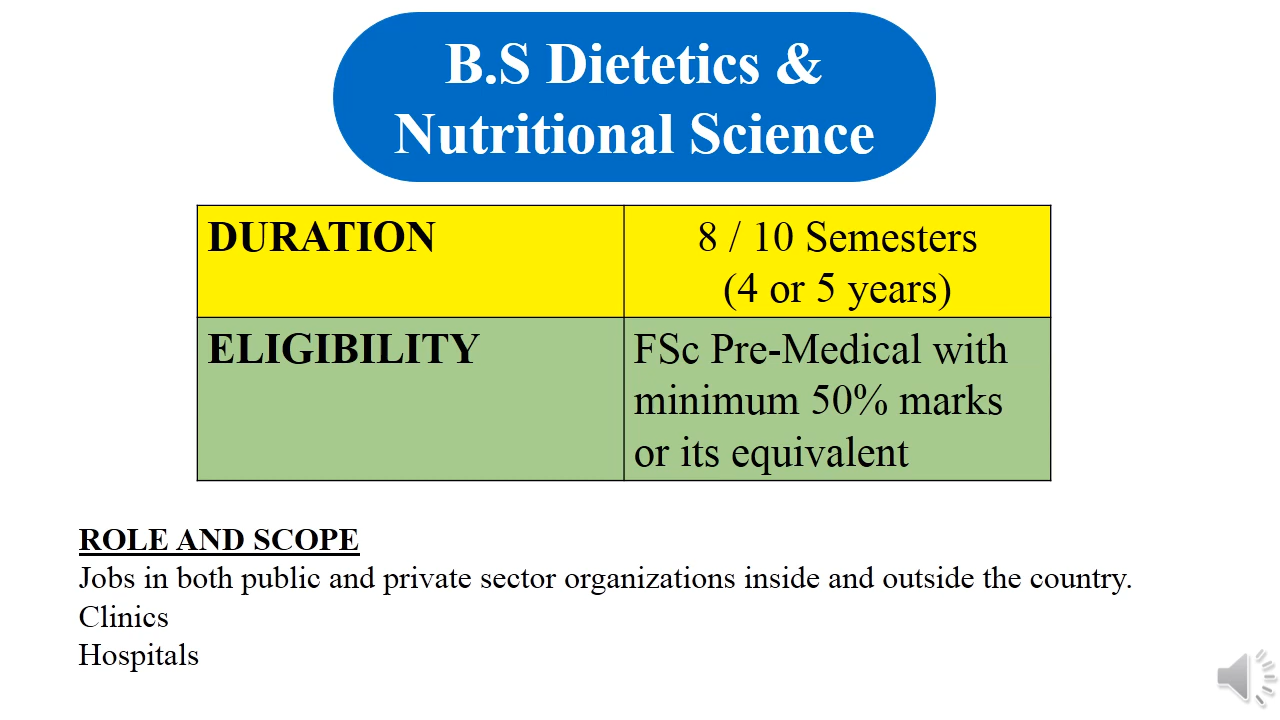 B.S Dietetics &
Nutritional Science
DURATION
8 / 10 Semesters
(4 or 5 years)
ELIGIBILITY
FSc Pre-Medical with
minimum 50% marks
or its equivalent
ROLE AND SCOPE
Jobs in both public and private sector organizations inside and outside the country.
Clinics
Hospitals